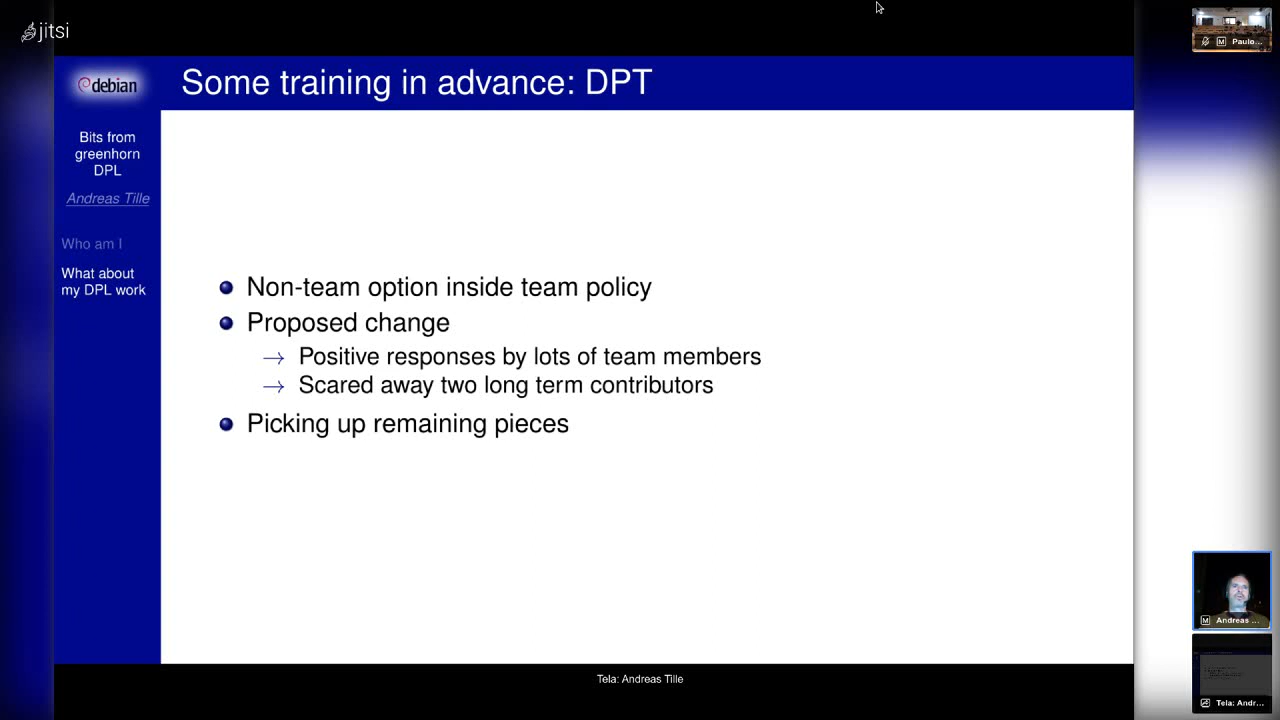 jitsi
Paulo...
debian
Some training in advance: DPT
Bits from
greenhorn
DPL
Andreas Tille
Who am I
What about
my DPL work
Non-team option inside team policy
Proposed change
→ Positive responses by lots of team members
→ Scared away two long term contributors
Picking up remaining pieces
M Andreas ...
Tela: Andr...
Tela: Andreas Tille